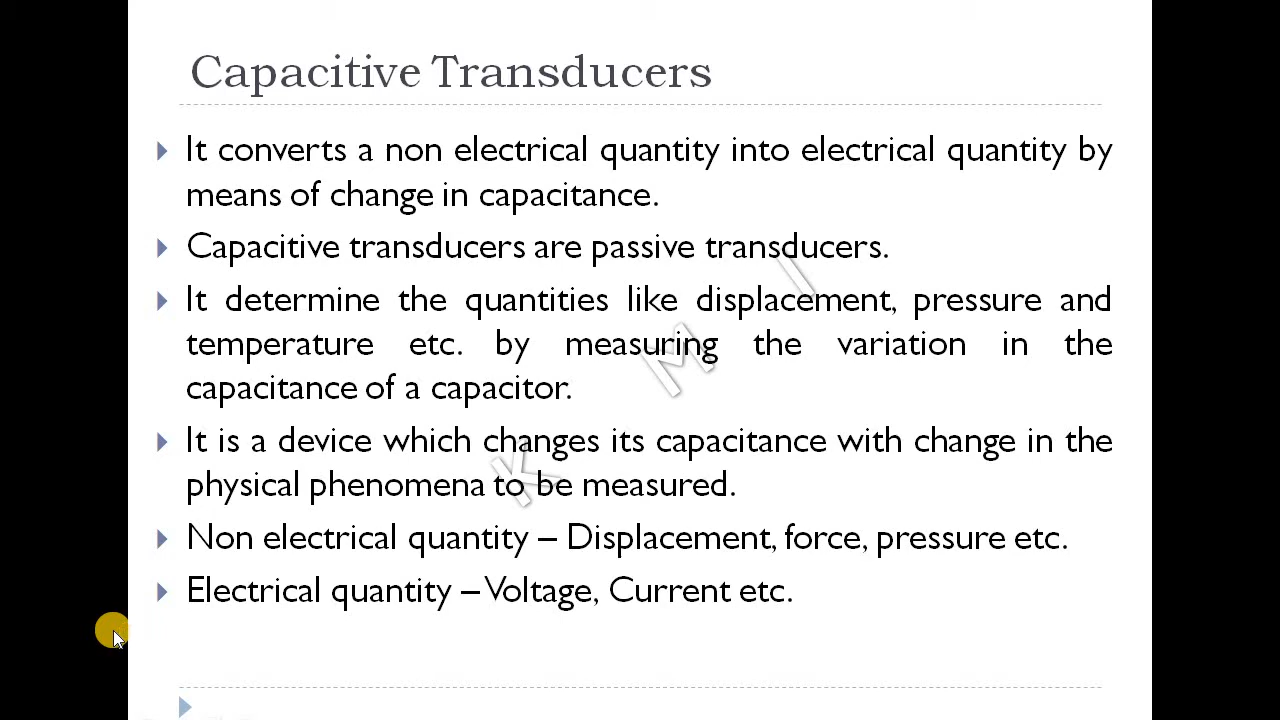 Capacitive Transducers
It converts a non electrical quantity into electrical quantity by
means of change in capacitance.
Capacitive transducers are passive transducers.
It determine the quantities like displacement, pressure and
temperature etc. by measuring the variation in the
capacitance of a capacitor.
It is a device which changes its capacitance with change in the
physical phenomena to be measured.
Non electrical quantity – Displacement, force, pressure etc.
Electrical quantity – Voltage, Current etc.
K M I